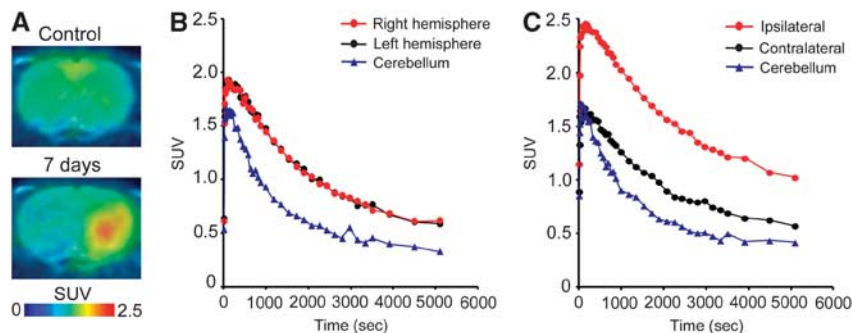 A
Control
7 days
SUV
0 2.5
B
Right hemisphere
Left hemisphere
Cerebellum
SUV
2.5
2.0
1.5
1.0
0.5
0
0 1000 2000 3000 4000 5000 6000
Time (sec)
C
Ipsilateral
Contralateral
Cerebellum
SUV
2.5
2.0
1.5
1.0
0.5
0
0 1000 2000 3000 4000 5000 6000
Time (sec)